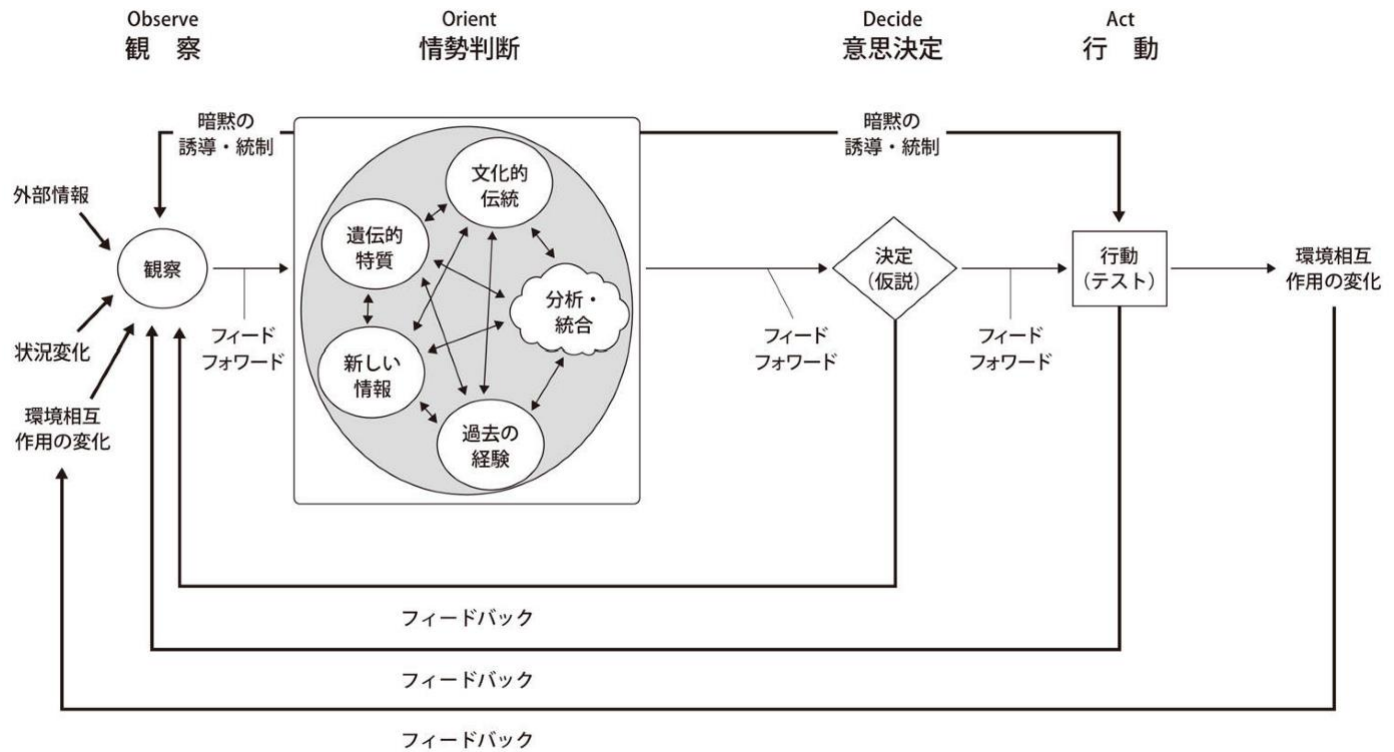 Observe
観 察
Orient
情勢判断
Decide
意思決定
Act
行 動
暗黙の
誘導・統制
暗黙の
誘導・統制
外部情報
観察
状況変化
環境相互
作用の変化
フィード
フォワード
文化的
伝統
遺伝的
特質
分析・
統合
新しい
情報
過去の
経験
フィード
フォワード
決定
(仮説)
フィード
フォワード
行動
(テスト)
環境相互
作用の変化
フィードバック
フィードバック
フィードバック